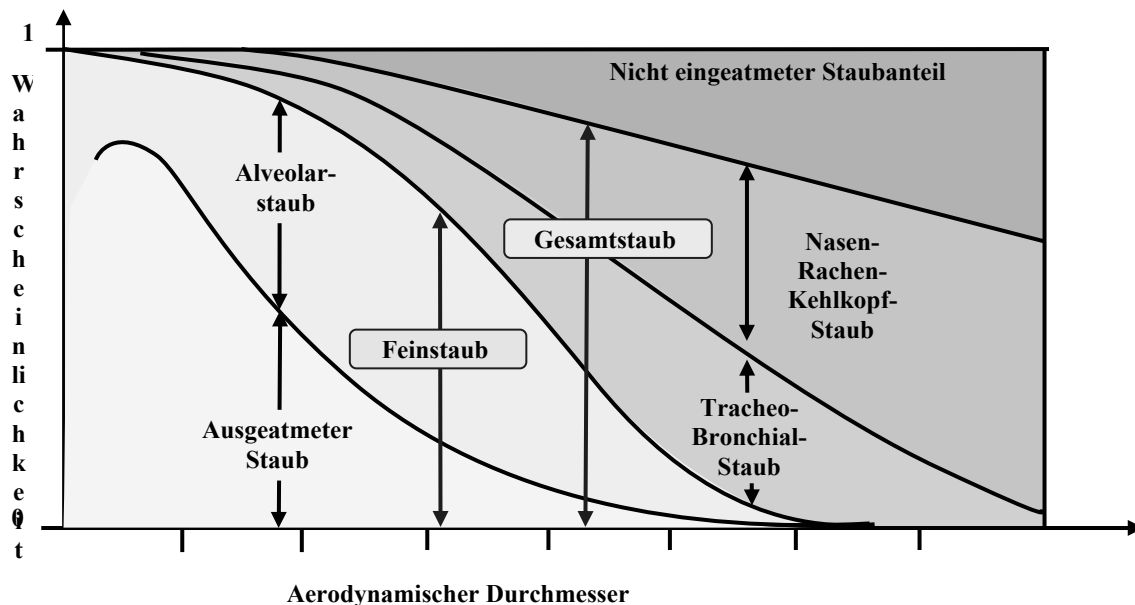 1
Wahrscheinlichkeit
0
Nicht eingeatmeter Staubanteil
Alveolar-
staub
Gesamtstaub
Nasen-
Rachen-
Kehlkopf-
Staub
Feinstaub
Ausgeatmeter
Staub
Tracheo-
Bronchial-
Staub
Aerodynamischer Durchmesser